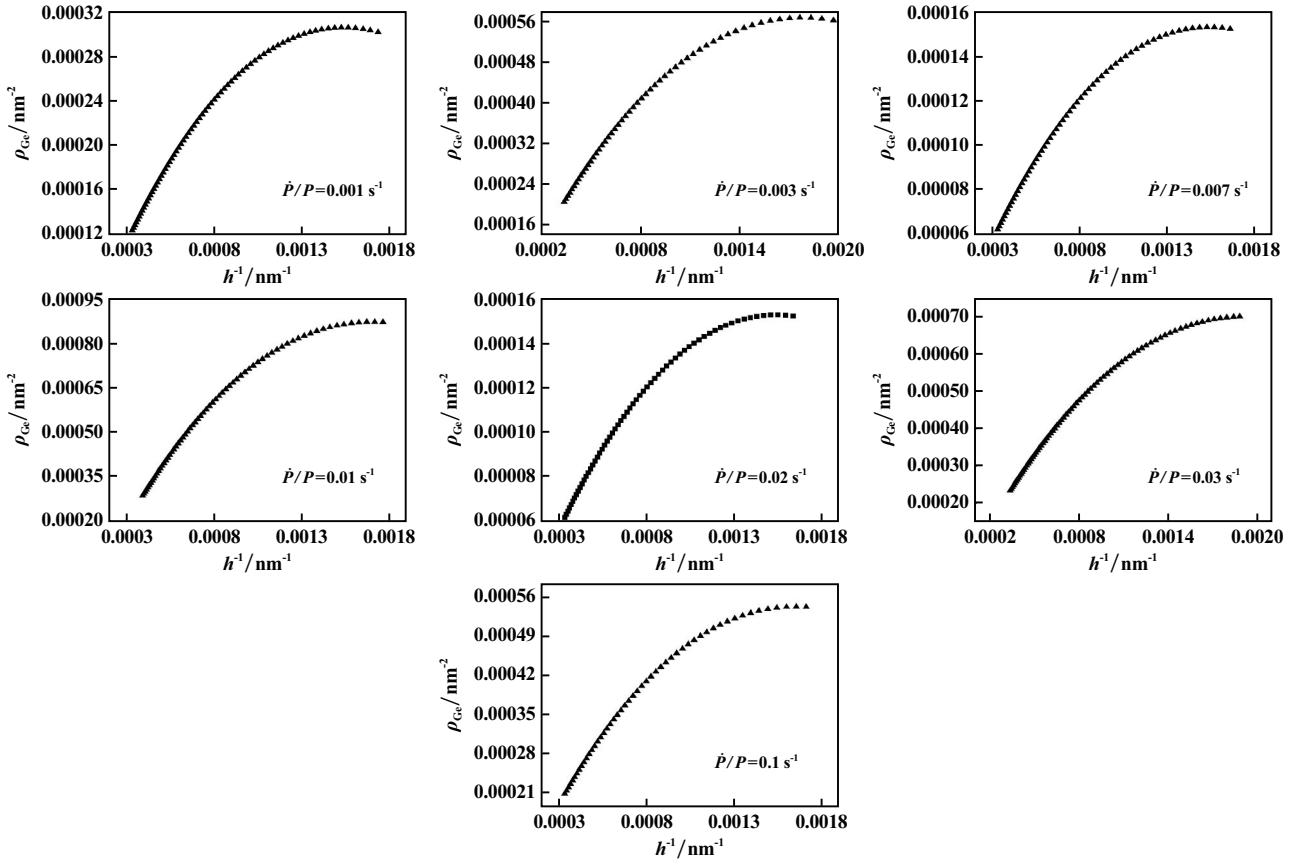 0.00032
0.00028
0.00024
0.00020
0.00016
0.00012
ρGe/nm-2
Ṗ/P=0.001 s-1
0.0003 0.0008 0.0013 0.0018
h-1/nm-1
0.00056
0.00048
0.00040
0.00032
0.00024
0.00016
ρGe/nm-2
Ṗ/P=0.003 s-1
0.0002 0.0008 0.0014 0.0020
h-1/nm-1
0.00016
0.00014
0.00012
0.00010
0.00008
0.00006
ρGe/nm-2
Ṗ/P=0.007 s-1
0.0003 0.0008 0.0013 0.0018
h-1/nm-1
0.00095
0.00080
0.00065
0.00050
0.00035
0.00020
ρGe/nm-2
Ṗ/P=0.01 s-1
0.0003 0.0008 0.0013 0.0018
h-1/nm-1
0.00016
0.00014
0.00012
0.00010
0.00008
0.00006
ρGe/nm-2
Ṗ/P=0.02 s-1
0.0003 0.0008 0.0013 0.0018
h-1/nm-1
0.00070
0.00060
0.00050
0.00040
0.00030
0.00020
ρGe/nm-2
Ṗ/P=0.03 s-1
0.0002 0.0008 0.0014 0.0020
h-1/nm-1
0.00056
0.00049
0.00042
0.00035
0.00028
0.00021
ρGe/nm-2
Ṗ/P=0.1 s-1
0.0003 0.0008 0.0013 0.0018
h-1/nm-1